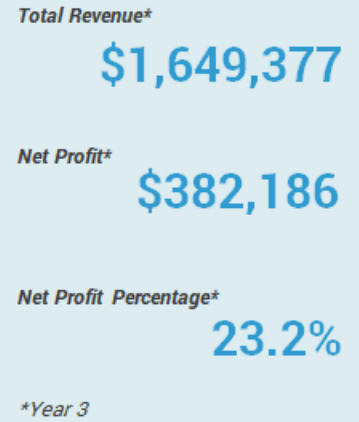 Total Revenue*
$1,649,377
Net Profit*
$382,186
Net Profit Percentage*
23.2%
*Year 3